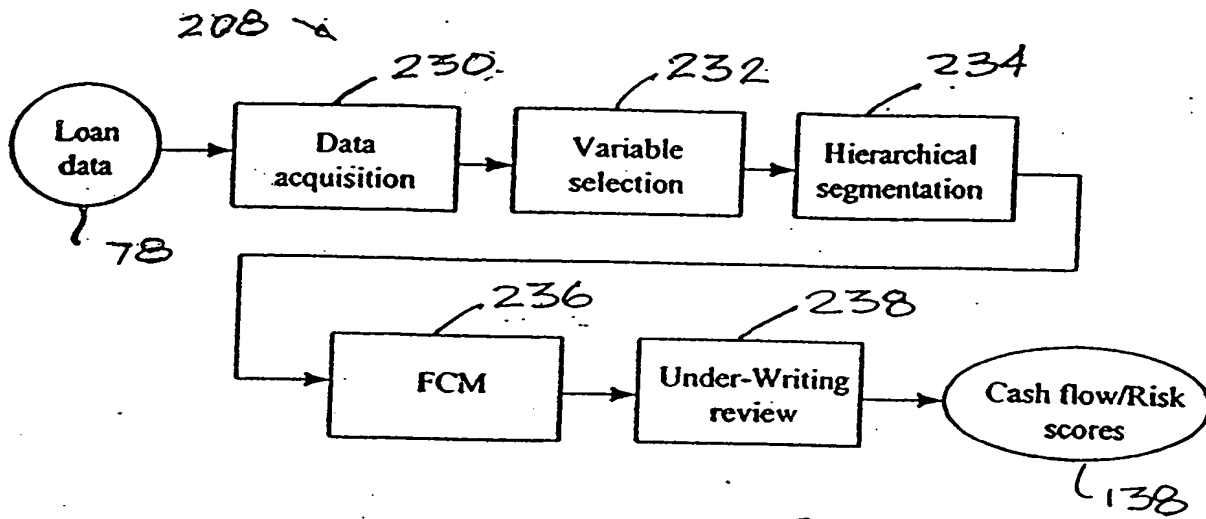 208
230
232
234
Loan
data
Data
acquisition
Variable
selection
Hierarchical
segmentation
78
236
238
FCM
Under-Writing
review
Cash flow/Risk
scores
138